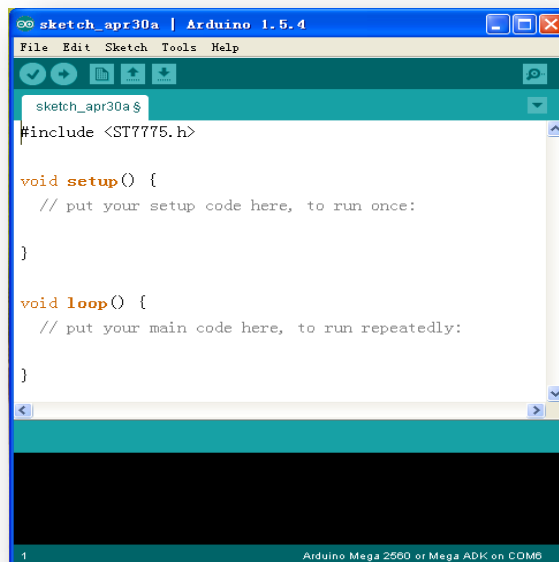 sketch_apr30a | Arduino 1.5.4
File Edit Sketch Tools Help
sketch_apr30a §
#include <ST7775.h>
void setup() {
// put your setup code here, to run once:
}
void loop() {
// put your main code here, to run repeatedly:
}
1 Arduino Mega 2560 or Mega ADK on COM6